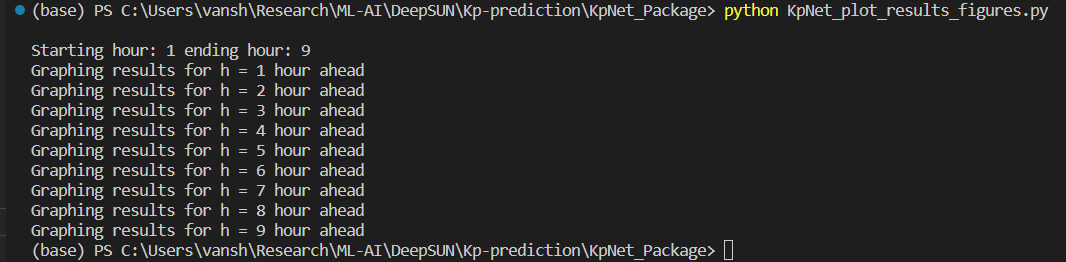 (base) PS C:\Users\vansh\Research\ML-AI\DeepSUN\Kp-prediction\KpNet_Package> python KpNet_plot_results_figures.py
Starting hour: 1 ending hour: 9
Graphing results for h = 1 hour ahead
Graphing results for h = 2 hour ahead
Graphing results for h = 3 hour ahead
Graphing results for h = 4 hour ahead
Graphing results for h = 5 hour ahead
Graphing results for h = 6 hour ahead
Graphing results for h = 7 hour ahead
Graphing results for h = 8 hour ahead
Graphing results for h = 9 hour ahead
(base) PS C:\Users\vansh\Research\ML-AI\DeepSUN\Kp-prediction\KpNet_Package>